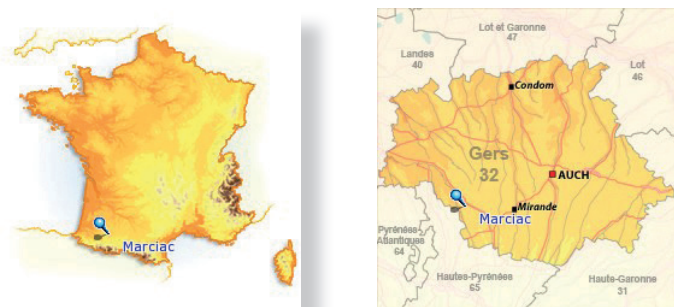 Marciac
Lot et Garonne
47
Landes
40
Lot
46
Condom
Gers
32
AUCH
Mirande
Marciac
Pyrénées-
Atlantiques
64
Hautes-Pyrénées
65
Haute-Garonne
31